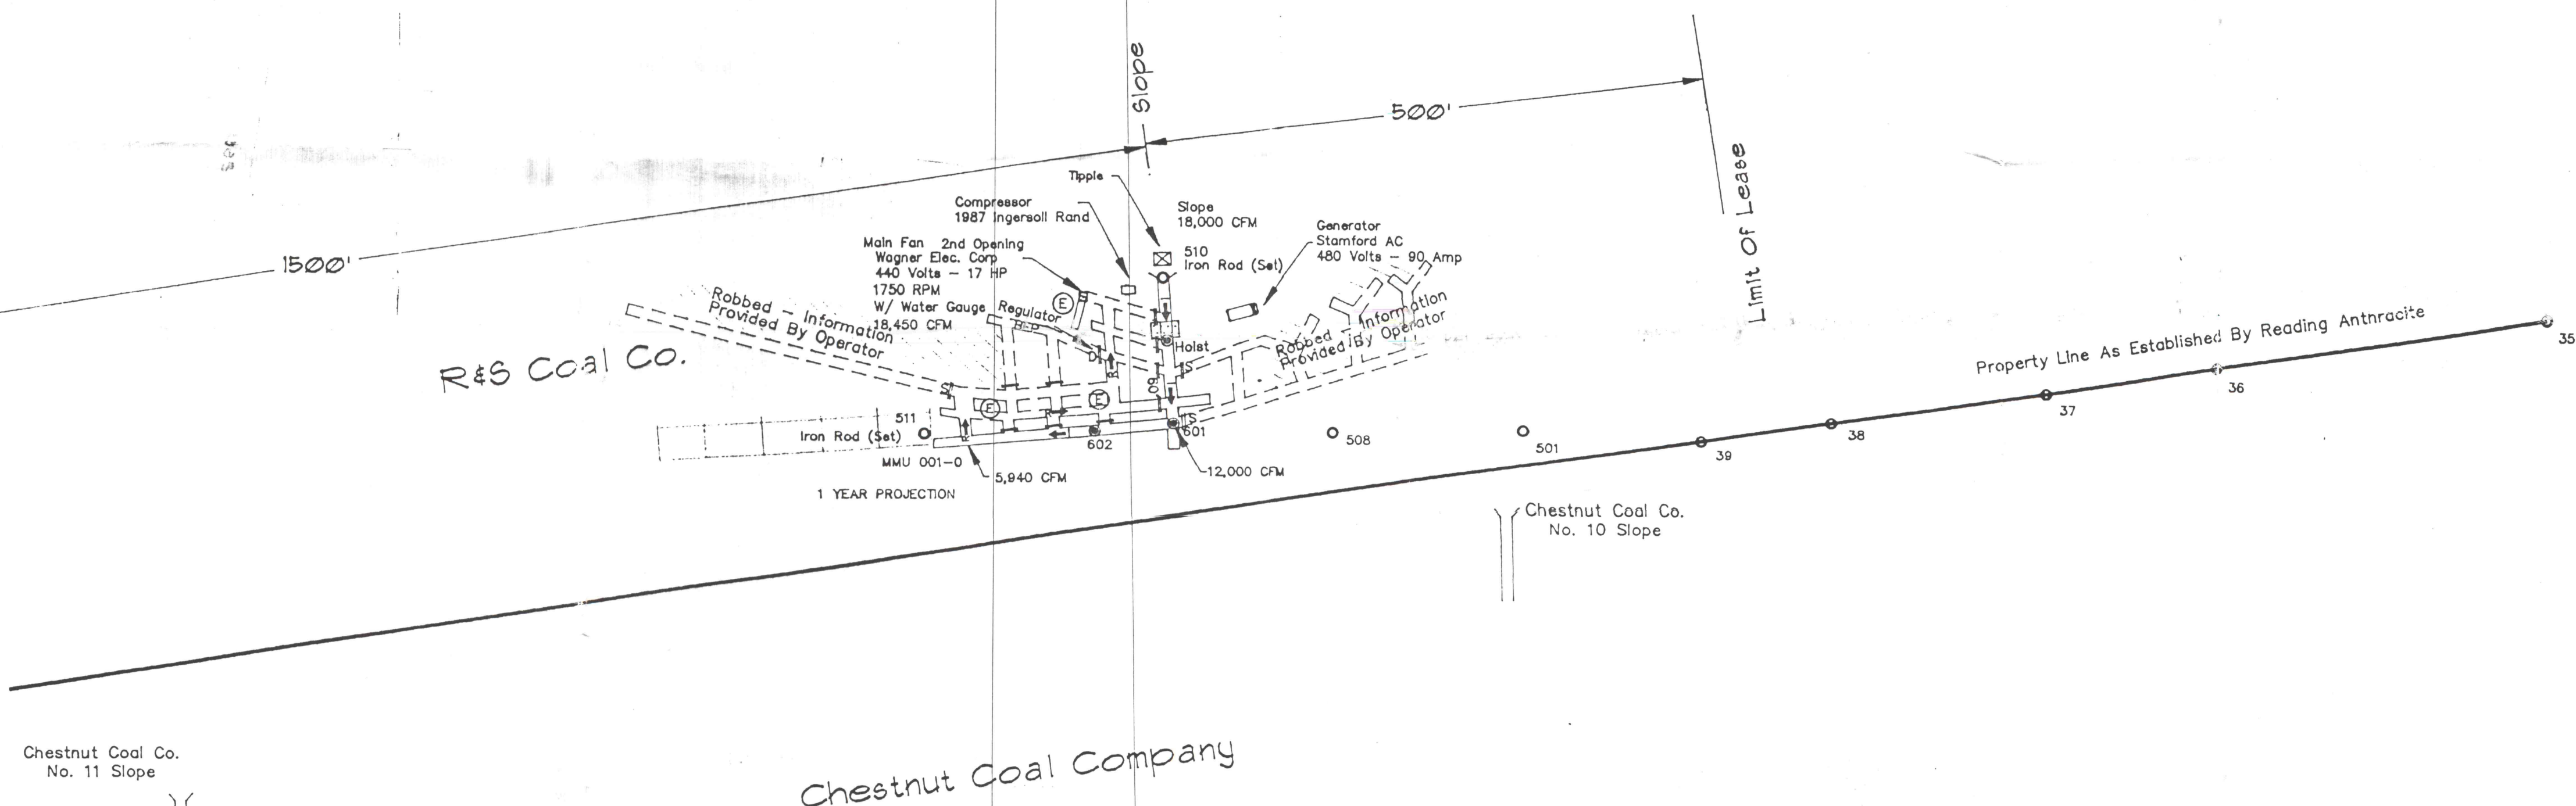 Slope
500'
1500'
Limit Of Lease
Tipple
Compressor
1987 Ingersoll Rand
Slope
18,000 CFM
Generator
Stamford AC
480 Volts - 90 Amp
Main Fan 2nd Opening
Wagner Elec. Corp
440 Volts - 17 HP
1750 RPM
W/ Water Gauge
18,450 CFM
Regulator
E
510
Iron Rod (Set)
Hoist
Robbed - Information
Provided By Operator
Robbed - Information
Provided By Operator
R&S Coal Co.
D
R
S
S
S
E
E
R
R
511
Iron Rod (Set)
601
602
508
501
MMU 001-0
5,940 CFM
12,000 CFM
1 YEAR PROJECTION
Property Line As Established By Reading Anthracite
35
36
37
38
39
Chestnut Coal Co.
No. 10 Slope
Chestnut Coal Co.
No. 11 Slope
Chestnut Coal Company